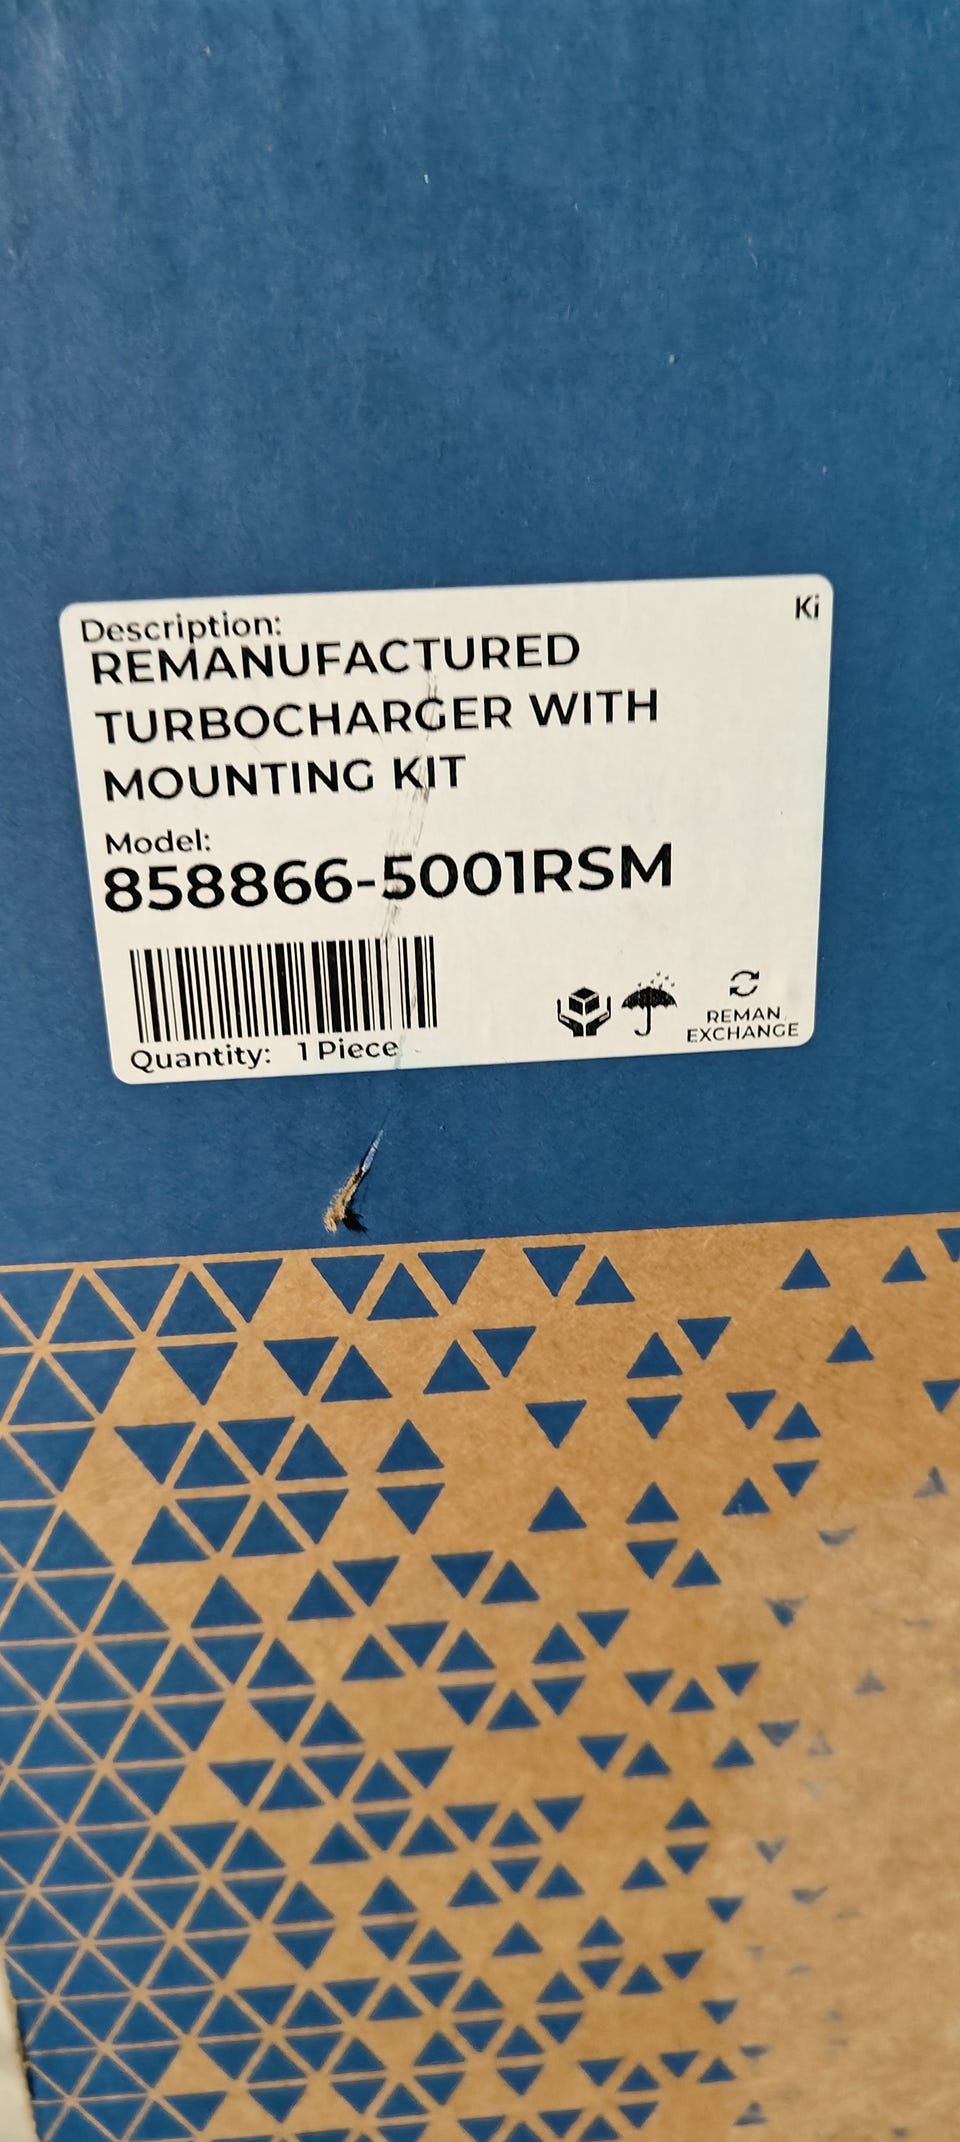 Ki
Description:
REMANUFACTURED
TURBOCHARGER WITH
MOUNTING KIT
Model:
858866-5001RSM
Quantity: 1 Piece
REMAN
EXCHANGE